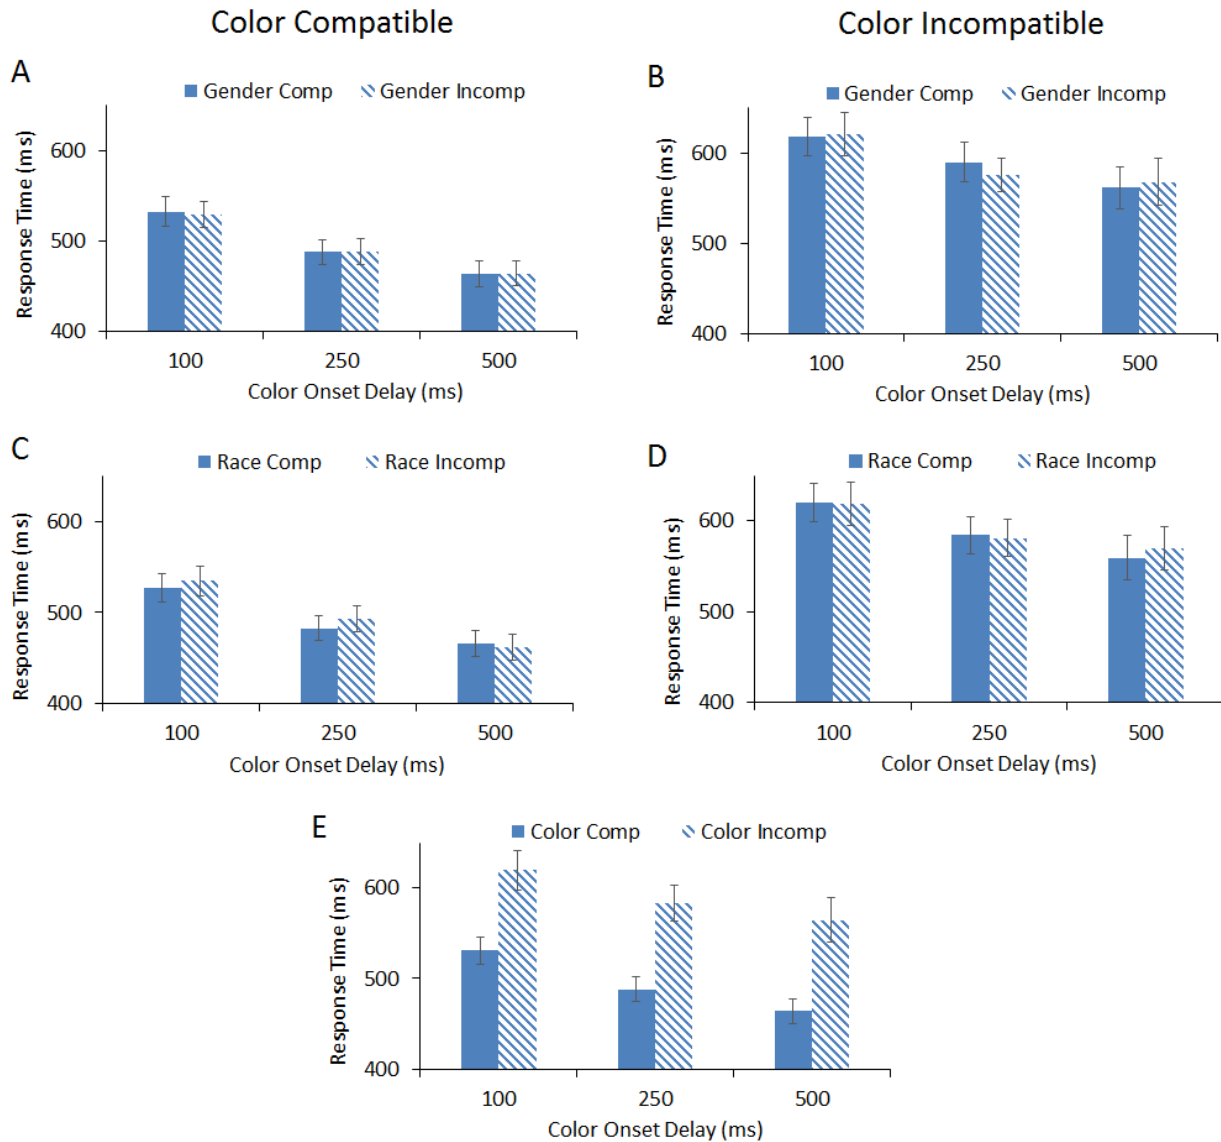 Color Compatible
Color Incompatible
A
Gender Comp Gender Incomp
Response Time (ms)
600
500
400
100 250 500
Color Onset Delay (ms)
B
Gender Comp Gender Incomp
Response Time (ms)
600
500
400
100 250 500
Color Onset Delay (ms)
C
Race Comp Race Incomp
Response Time (ms)
600
500
400
100 250 500
Color Onset Delay (ms)
D
Race Comp Race Incomp
Response Time (ms)
600
500
400
100 250 500
Color Onset Delay (ms)
E
Color Comp Color Incomp
Response Time (ms)
600
500
400
100 250 500
Color Onset Delay (ms)